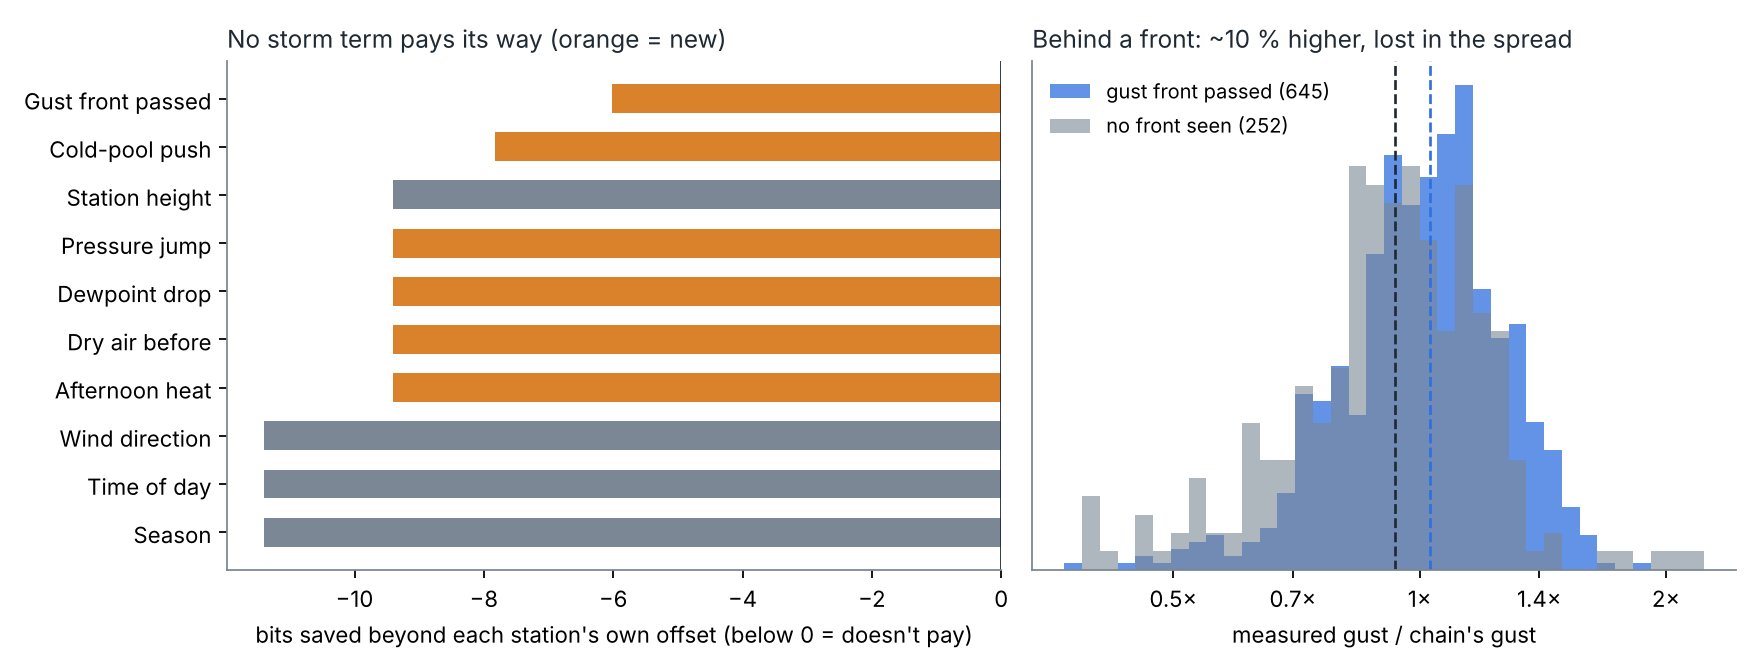 No storm term pays its way (orange = new)
Gust front passed
Cold-pool push
Station height
Pressure jump
Dewpoint drop
Dry air before
Afternoon heat
Wind direction
Time of day
Season
−10 −8 −6 −4 −2 0
bits saved beyond each station's own offset (below 0 = doesn't pay)
Behind a front: ~10 % higher, lost in the spread
gust front passed (645)
no front seen (252)
0.5× 0.7× 1× 1.4× 2×
measured gust / chain's gust